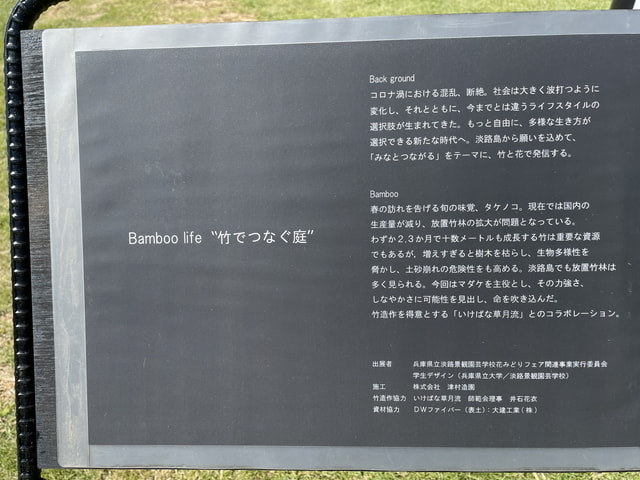 Bamboo life “竹でつなぐ庭”
Back ground
コロナ渦における混乱、断絶。社会は大きく波打つように
変化し、それとともに、今までとは違うライフスタイルの
選択肢が生まれてきた。もっと自由に、多様な生き方が
選択できる新たな時代へ。淡路島から願いを込めて、
「みなとつながる」をテーマに、竹と花で発信する。
Bamboo
春の訪れを告げる旬の味覚、タケノコ。現在では国内の
生産量が減り、放置竹林の拡大が問題となっている。
わずか2,3か月で十数メートルも成長する竹は重要な資源
でもあるが、増えすぎると樹木を枯らし、生物多様性を
脅かし、土砂崩れの危険性をも高める。淡路島でも放置竹林は
多く見られる。今回はマダケを主役とし、その力強さ、
しなやかさに可能性を見出し、命を吹き込んだ。
竹造作を得意とする「いけばな草月流」とのコラボレーション。
出展者 兵庫県立淡路景観園芸学校花みどりフェア関連事業実行委員会
学生デザイン（兵庫県立大学／淡路景観園芸学校）
施工 株式会社 津村造園
竹造作協力 いけばな草月流 師範会理事 井石花衣
資材協力 DWファイバー（表土）：大建工業(株)